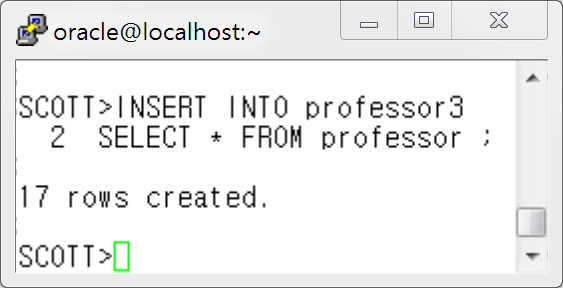 oracle@localhost:~
SCOTT>INSERT INTO professor3
2 SELECT * FROM professor ;
17 rows created.
SCOTT>